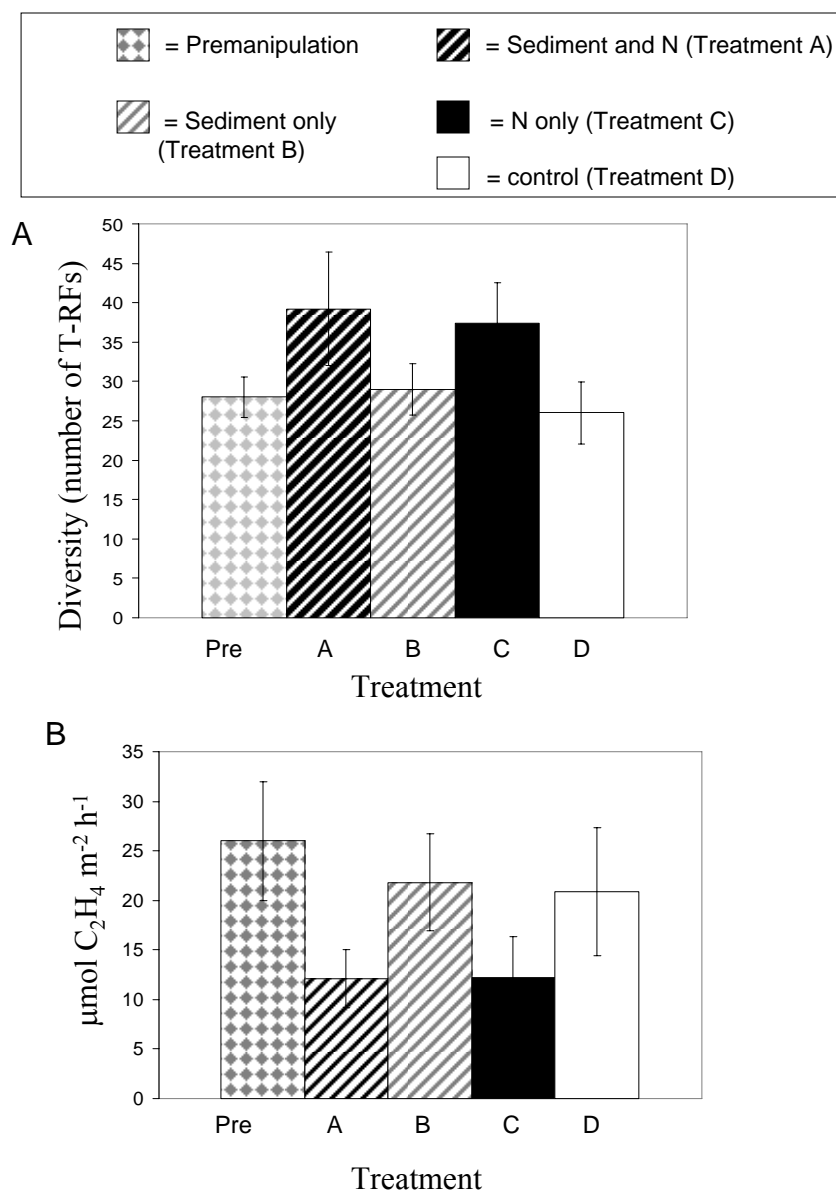 = Premanipulation
= Sediment and N (Treatment A)
= Sediment only
(Treatment B)
= N only (Treatment C)
= control (Treatment D)
A
Diversity (number of T-RFs)
50
45
40
35
30
25
20
15
10
5
0
Pre A B C D
Treatment
B
µmol C₂H₄ m⁻² h⁻¹
35
30
25
20
15
10
5
0
Pre A B C D
Treatment